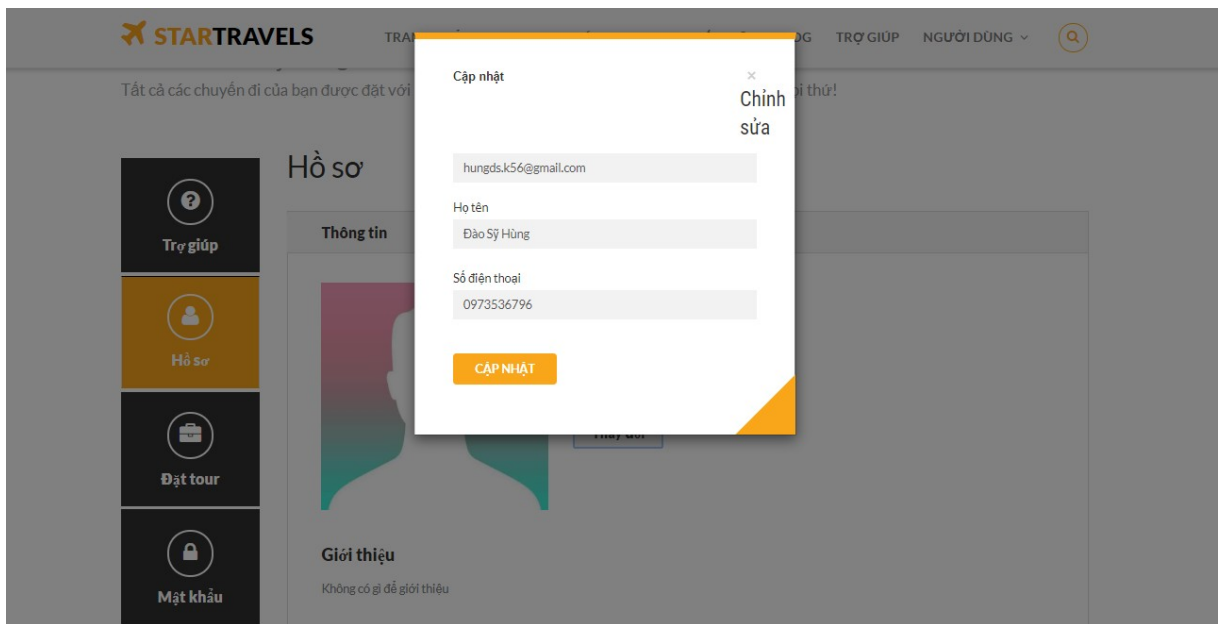 STARTRAVELS
TRỢ GIÚP
NGƯỜI DÙNG
Tất cả các chuyến đi của bạn được đặt với
thứ!
Cập nhật
×
Chỉnh
sửa
hungds.k56@gmail.com
Họ tên
Đào Sỹ Hùng
Số điện thoại
0973536796
CẬP NHẬT
Hồ sơ
Thông tin
Trợ giúp
Hồ sơ
Đặt tour
Mật khẩu
Thay đổi
Giới thiệu
Không có gì để giới thiệu